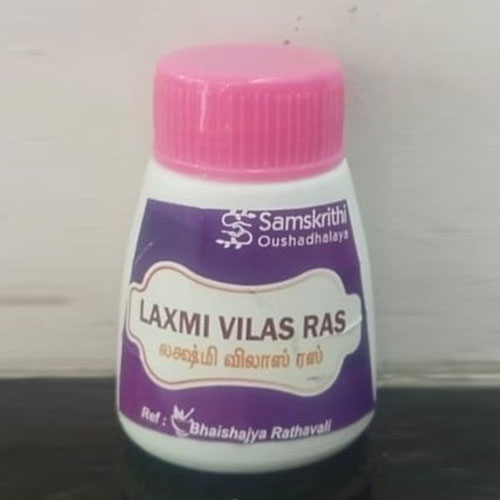 Samskrithi
Oushadhalaya
LAXMI VILAS RAS
லக்ஷ்மி விலாஸ் ரஸ்
Ref : Bhaishajya Rathavali